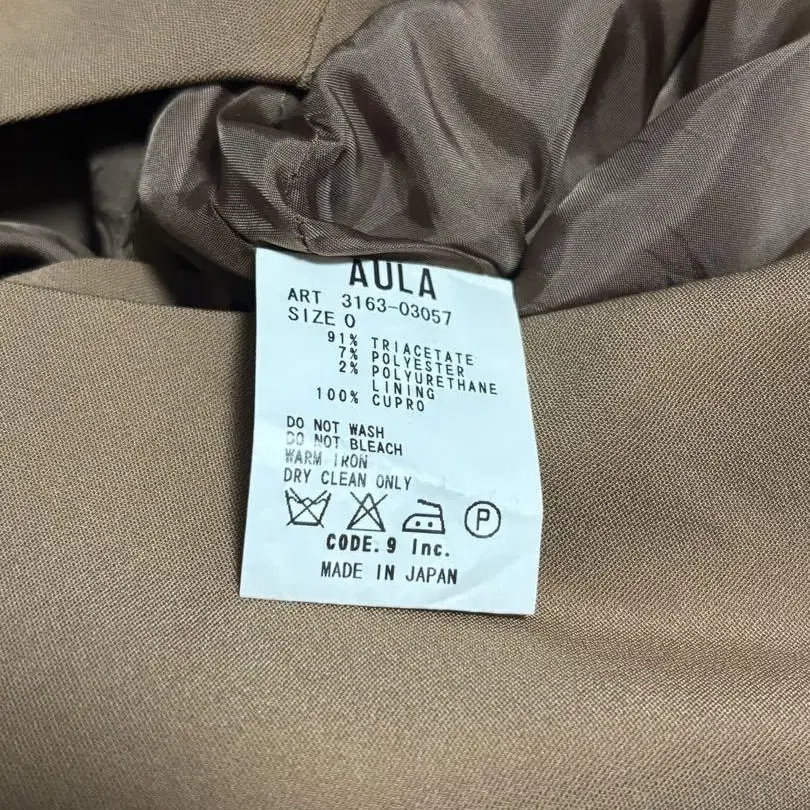 AULA
ART 3163-03057
SIZE 0
91% TRIACETATE
7% POLYESTER
2% POLYURETHANE
LINING
100% CUPRO
DO NOT WASH
DO NOT BLEACH
WARM IRON
DRY CLEAN ONLY
P
CODE.9 Inc.
MADE IN JAPAN